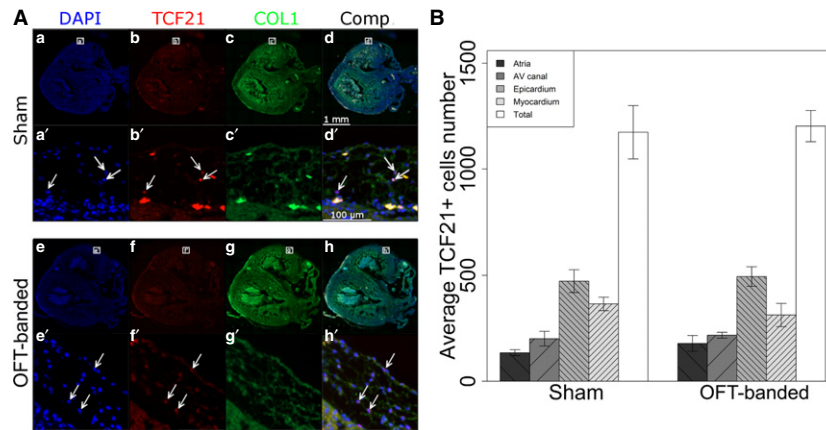 A
DAPI TCF21 COL1 Comp.
Sham
a b c d
1 mm
a′ b′ c′ d′
100 µm
OFT-banded
e f g h
e′ f′ g′ h′
B
Average TCF21+ cells number
1500
1000
500
0
Atria
AV canal
Epicardium
Myocardium
Total
Sham OFT-banded